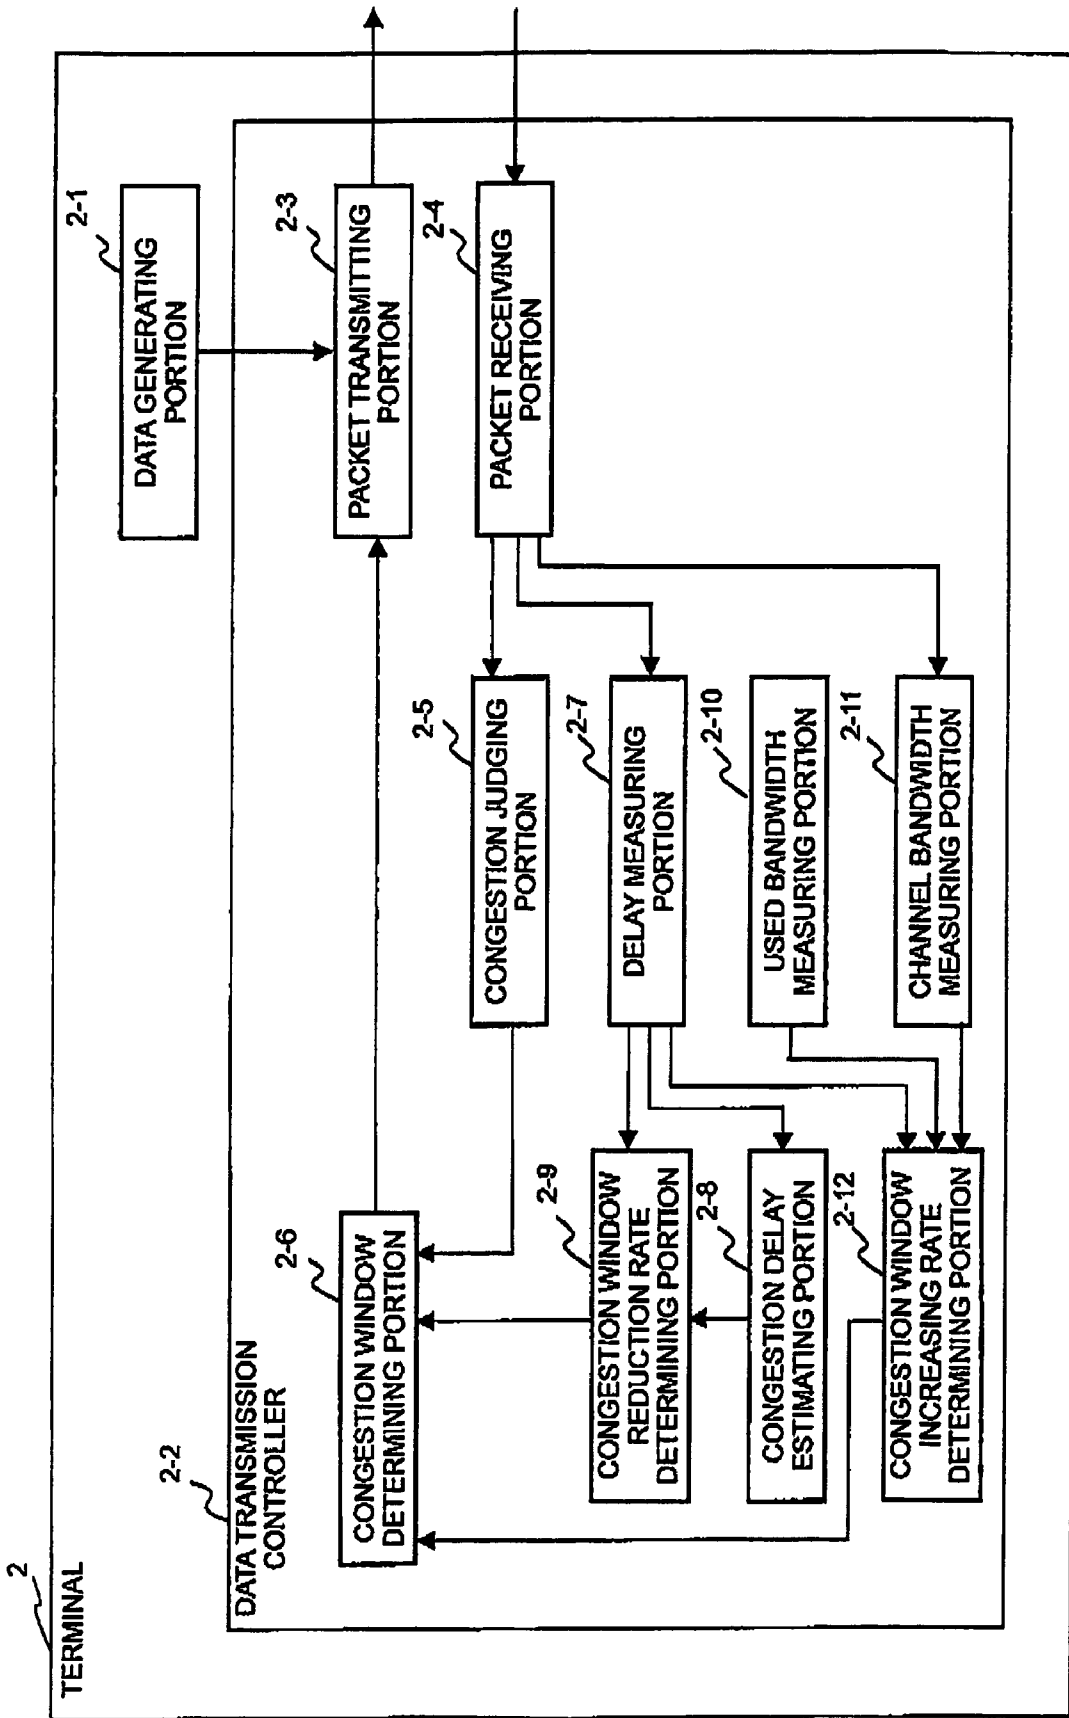 2
TERMINAL
2-2
DATA TRANSMISSION
CONTROLLER
2-1
DATA GENERATING
PORTION
2-6
CONGESTION WINDOW
DETERMINING PORTION
2-3
PACKET TRANSMITTING
PORTION
2-5
CONGESTION JUDGING
PORTION
2-4
PACKET RECEIVING
PORTION
2-9
CONGESTION WINDOW
REDUCTION RATE
DETERMINING PORTION
2-7
DELAY MEASURING
PORTION
2-8
CONGESTION DELAY
ESTIMATING PORTION
2-10
USED BANDWIDTH
MEASURING PORTION
2-12
CONGESTION WINDOW
INCREASING RATE
DETERMINING PORTION
2-11
CHANNEL BANDWIDTH
MEASURING PORTION